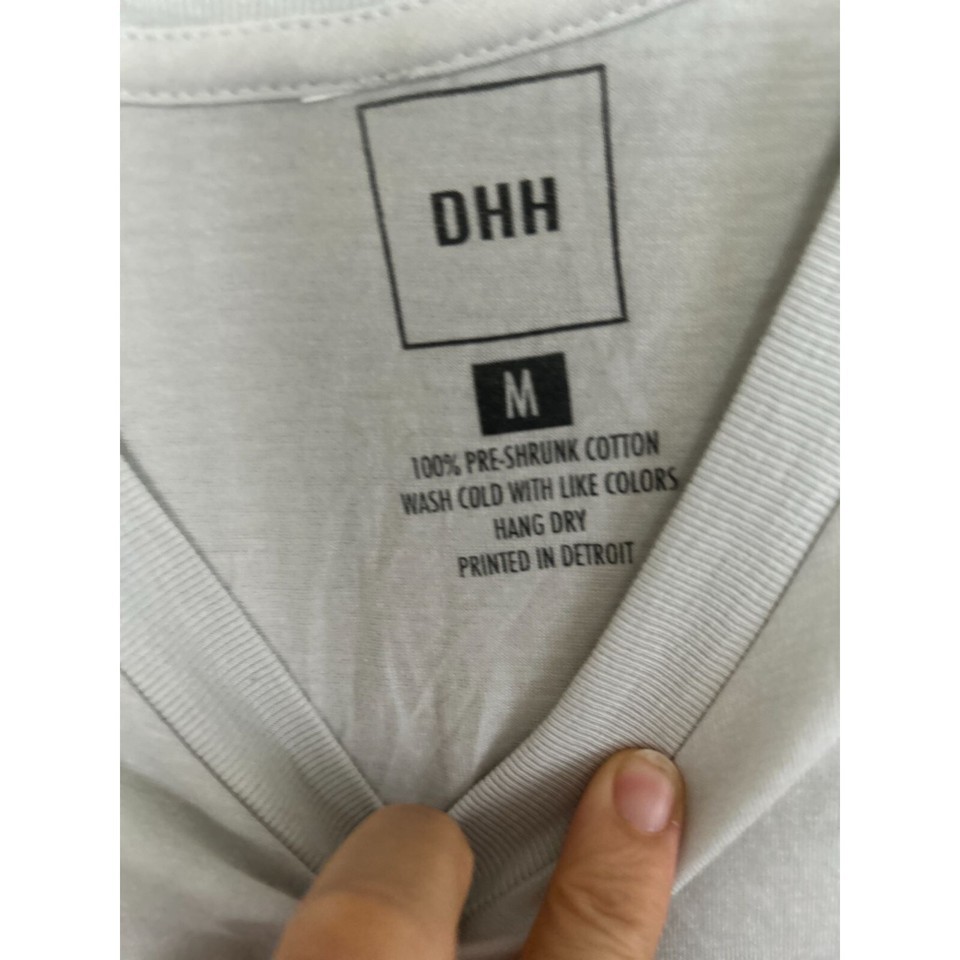 DHH
M
100% PRE-SHRUNK COTTON
WASH COLD WITH LIKE COLORS
HANG DRY
PRINTED IN DETROIT